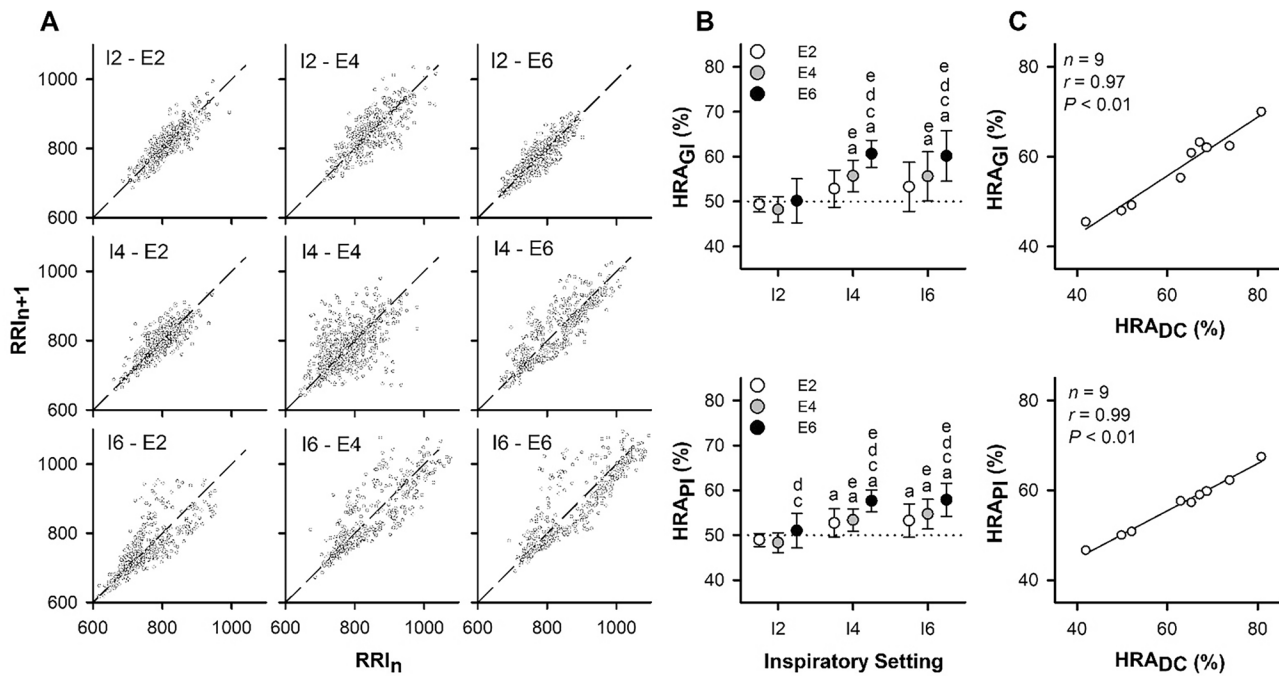 A
I2 - E2
I2 - E4
I2 - E6
1000
800
600
I4 - E2
I4 - E4
I4 - E6
1000
800
600
I6 - E2
I6 - E4
I6 - E6
1000
800
600
600 800 1000
600 800 1000
600 800 1000
RRIn+1
RRIn
B
E2
E4
E6
HRAGI (%)
80
70
60
50
40
e
a
e
d
c
a
e
a
e
d
c
a
I2 I4 I6
E2
E4
E6
HRAPI (%)
80
70
60
50
40
d
c
a
e
a
e
d
c
a
a
e
a
e
d
c
a
I2 I4 I6
Inspiratory Setting
C
n = 9
r = 0.97
P < 0.01
HRAGI (%)
80
60
40
40 60 80
HRADC (%)
n = 9
r = 0.99
P < 0.01
HRAPI (%)
80
60
40
40 60 80
HRADC (%)